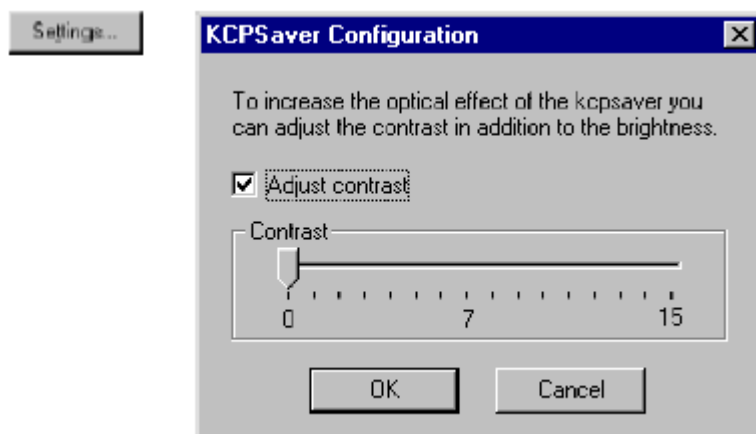 Settings...
KCPSaver Configuration
To increase the optical effect of the kcpsaver you
can adjust the contrast in addition to the brightness.
Adjust contrast
Contrast
0 7 15
OK Cancel